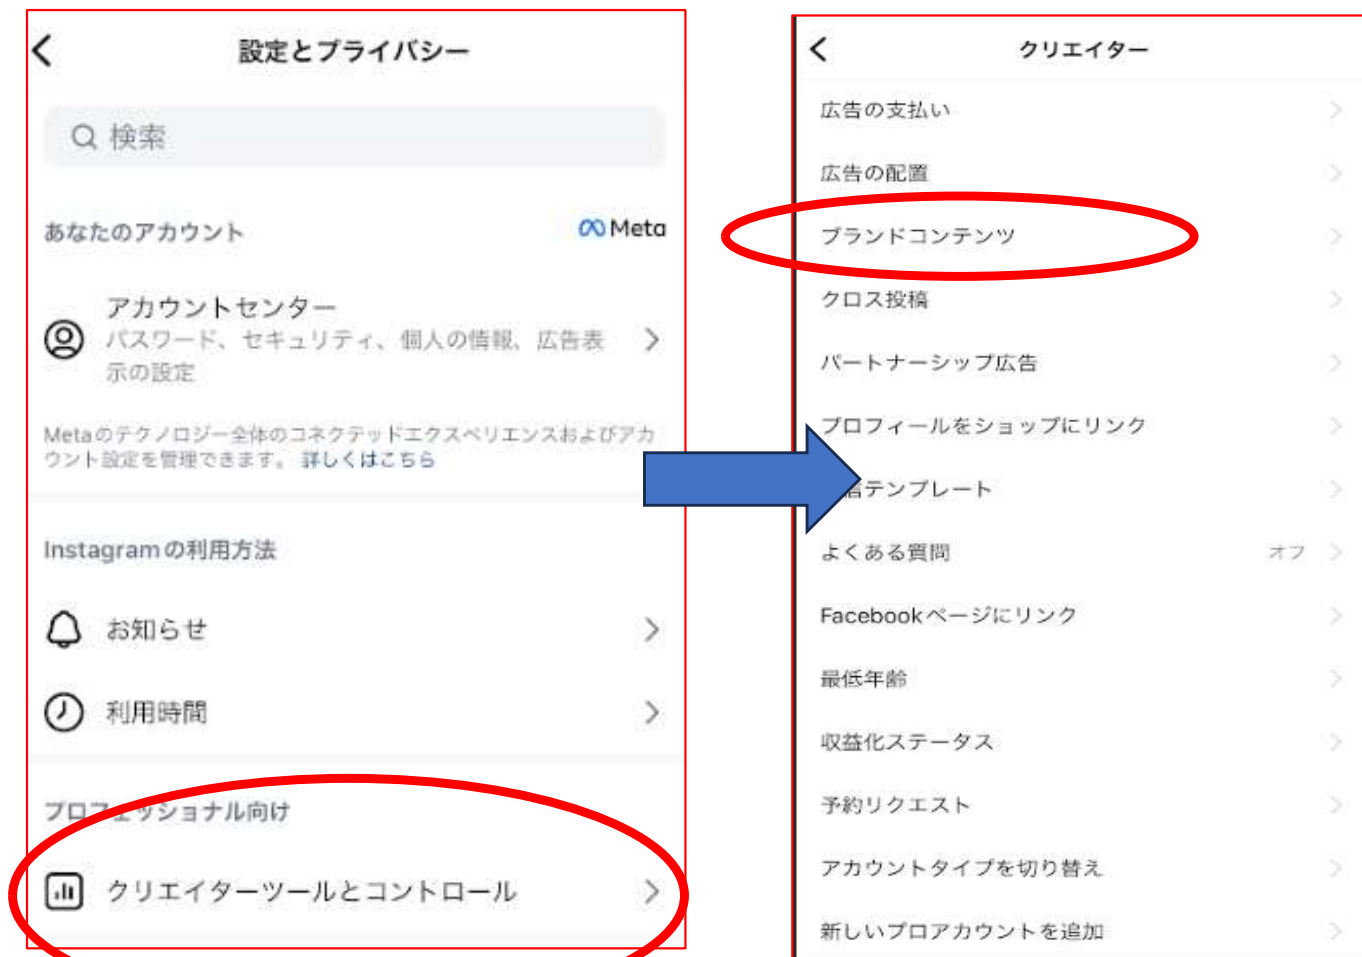 設定とプライバシー
検索
あなたのアカウント
Meta
アカウントセンター
パスワード、セキュリティ、個人の情報、広告表
示の設定
Metaのテクノロジー全体のコネクテッドエクスペリエンスおよびアカ
ウント設定を管理できます。 詳しくはこちら
Instagramの利用方法
お知らせ
利用時間
プロフェッショナル向け
クリエイターツールとコントロール
クリエイター
広告の支払い
広告の配置
ブランドコンテンツ
クロス投稿
パートナーシップ広告
プロフィールをショップにリンク
信テンプレート
よくある質問 オフ
Facebookページにリンク
最低年齢
収益化ステータス
予約リクエスト
アカウントタイプを切り替え
新しいプロアカウントを追加